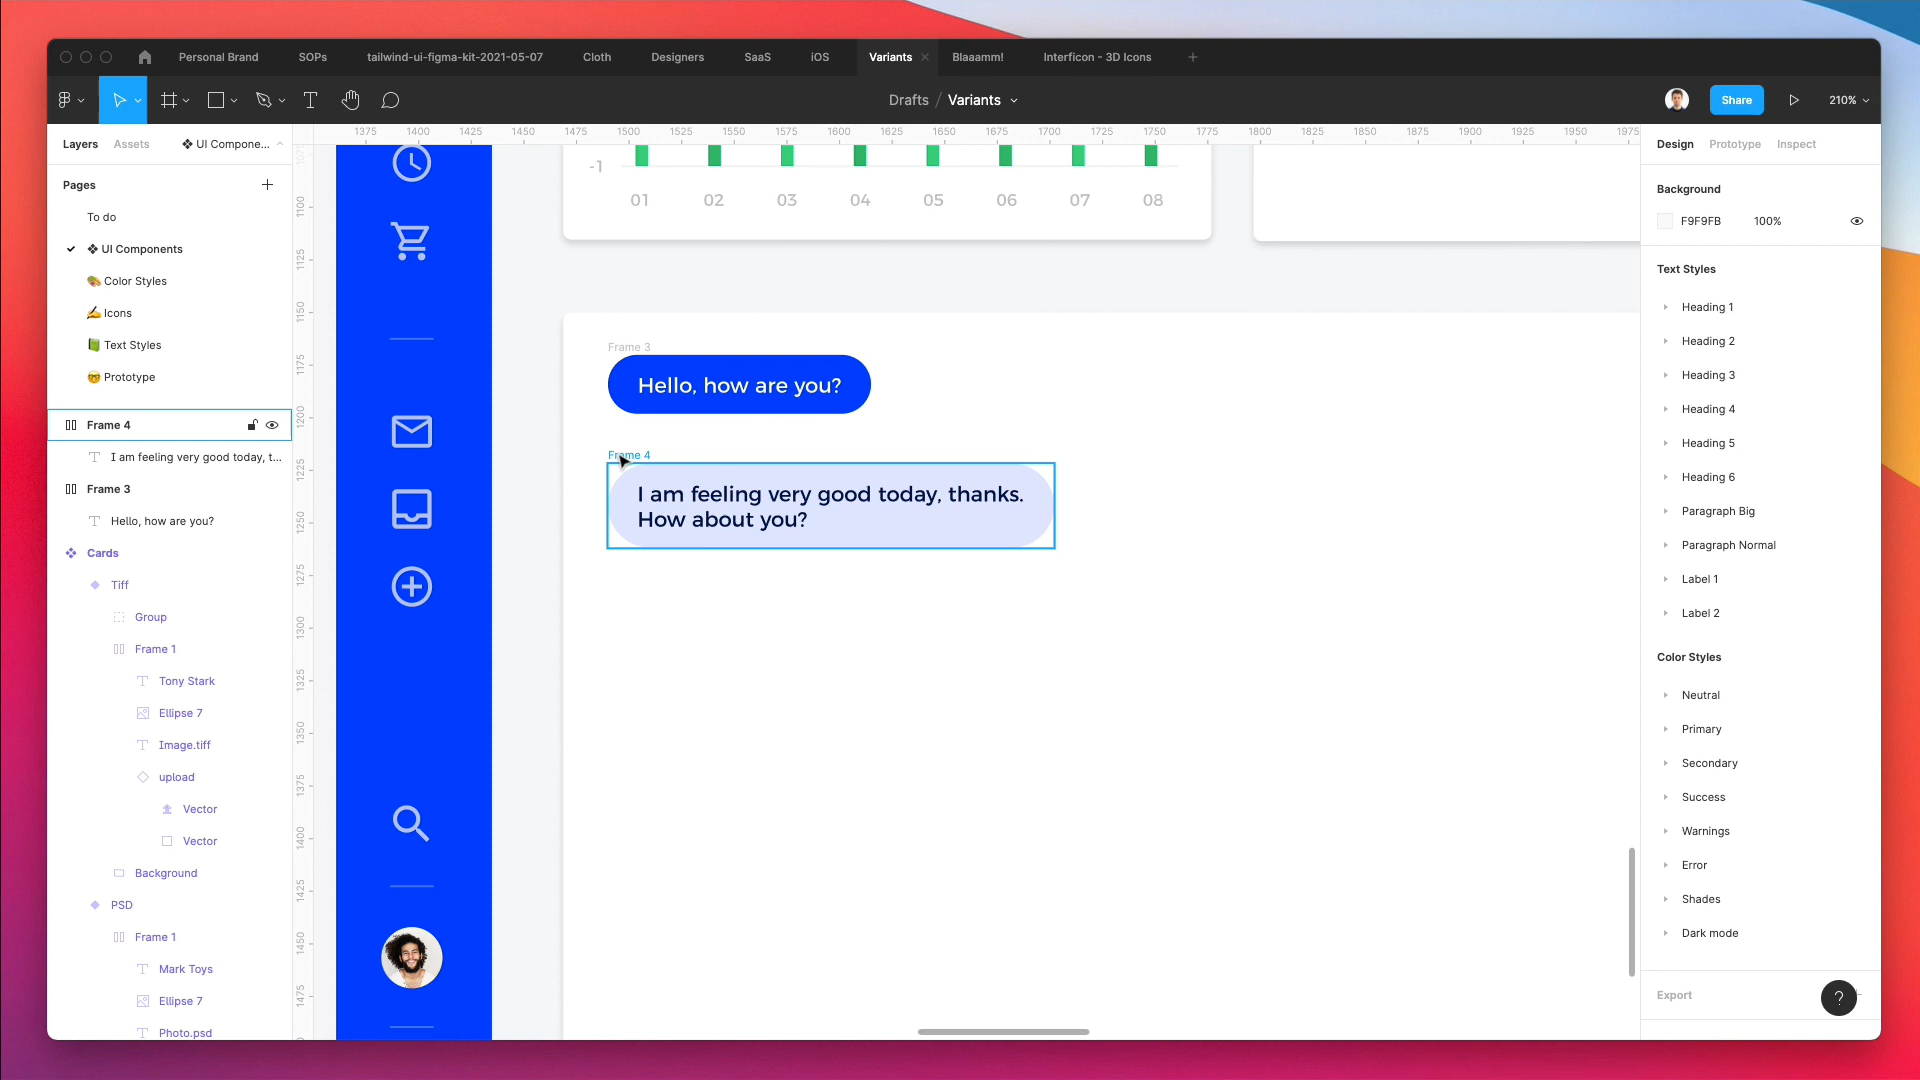 Personal Brand
SOPs
tailwind-ui-figma-kit-2021-05-07
Cloth
Designers
SaaS
iOS
Variants
Blaaamm!
Interficon - 3D Icons
Drafts / Variants
Share
210%
Layers
Assets
UI Compone...
Pages
To do
UI Components
Color Styles
Icons
Text Styles
Prototype
Frame 4
I am feeling very good today, t...
Frame 3
Hello, how are you?
Cards
Tiff
Group
Frame 1
Tony Stark
Ellipse 7
Image.tiff
upload
Vector
Vector
Background
PSD
Frame 1
Mark Toys
Ellipse 7
Photo.psd
1375 1400 1425 1450 1475 1500 1525 1550 1575 1600 1625 1650 1675 1700 1725 1750 1775 1800 1825 1850 1875 1900 1925 1950 1975
1100
1125
1150
1175
1200
1225
1250
1275
1300
1325
1350
1375
1400
1425
1450
1475
-1
01 02 03 04 05 06 07 08
Frame 3
Hello, how are you?
Frame 4
I am feeling very good today, thanks.
How about you?
Design
Prototype
Inspect
Background
F9F9FB 100%
Text Styles
Heading 1
Heading 2
Heading 3
Heading 4
Heading 5
Heading 6
Paragraph Big
Paragraph Normal
Label 1
Label 2
Color Styles
Neutral
Primary
Secondary
Success
Warnings
Error
Shades
Dark mode
Export
?